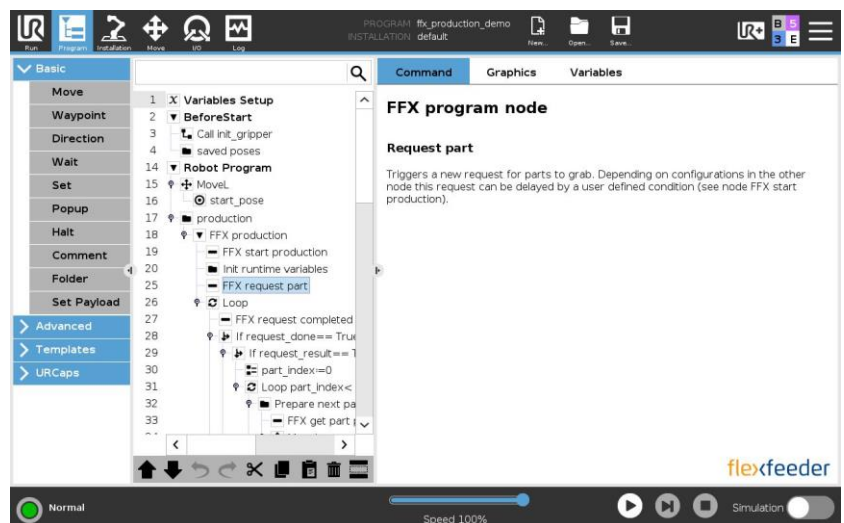 PROGRAM ffx_production_demo
INSTALLATION default
UR
Run
Program
Installation
Move
I/O
Log
New...
Open...
Save...
UR+
B 5
3 E
Basic
Move
Waypoint
Direction
Wait
Set
Popup
Halt
Comment
Folder
Set Payload
Advanced
Templates
URCaps
1 X Variables Setup
2 BeforeStart
3 Call init_gripper
4 saved poses
14 Robot Program
15 MoveL
16 start_pose
17 production
18 FFX production
19 FFX start production
20 Init runtime variables
25 FFX request part
26 Loop
27 FFX request completed
28 If request_done== True
29 If request_result== T
30 part_index:=0
31 Loop part_index<
32 Prepare next pa
33 FFX get part p
Command Graphics Variables
FFX program node
Request part
Triggers a new request for parts to grab. Depending on configurations in the other
node this request can be delayed by a user defined condition (see node FFX start
production).
flexfeeder
Normal
Speed 100%
Simulation